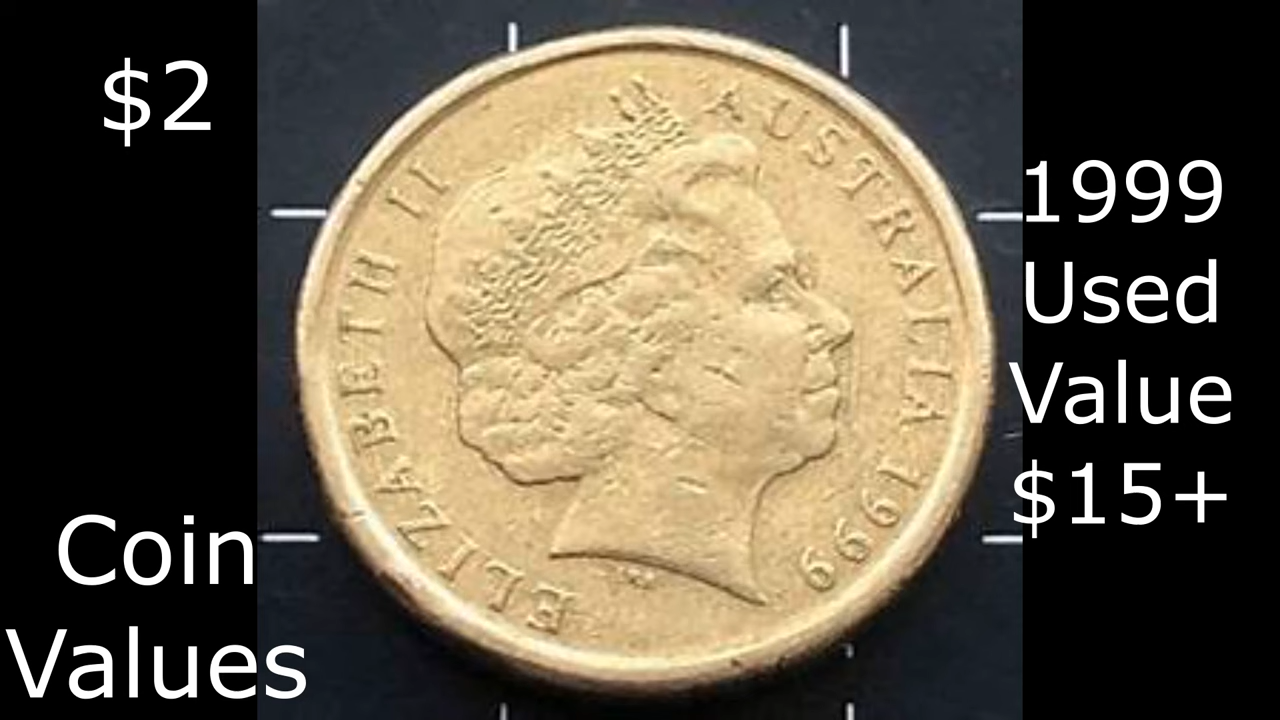 $2
ELIZABETH II
AUSTRALIA 1999
1999
Used
Value
$15+
Coin
Values